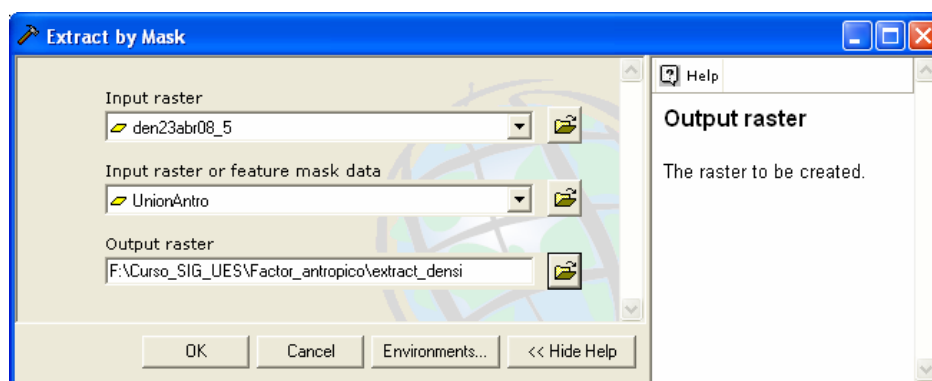 Extract by Mask
Input raster
den23abr08_5
Input raster or feature mask data
UnionAntro
Output raster
F:\Curso_SIG_UES\Factor_antropico\extract_densi
OK
Cancel
Environments...
<< Hide Help
Help
Output raster
The raster to be created.